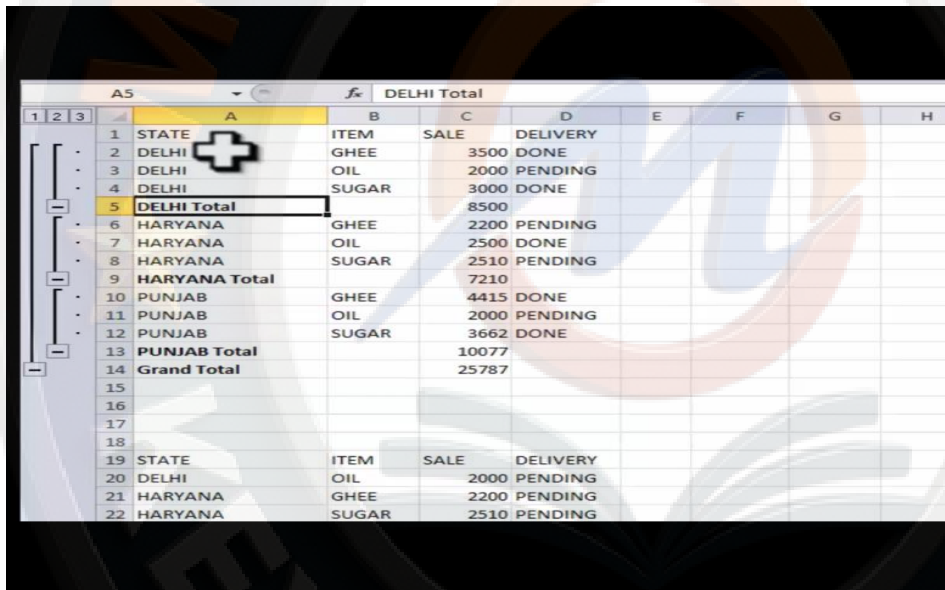 A5 fx DELHI Total
1 2 3 A B C D E F G H
1 STATE ITEM SALE DELIVERY
2 DELHI GHEE 3500 DONE
3 DELHI OIL 2000 PENDING
4 DELHI SUGAR 3000 DONE
5 DELHI Total 8500
6 HARYANA GHEE 2200 PENDING
7 HARYANA OIL 2500 DONE
8 HARYANA SUGAR 2510 PENDING
9 HARYANA Total 7210
10 PUNJAB GHEE 4415 DONE
11 PUNJAB OIL 2000 PENDING
12 PUNJAB SUGAR 3662 DONE
13 PUNJAB Total 10077
14 Grand Total 25787
15
16
17
18
19 STATE ITEM SALE DELIVERY
20 DELHI OIL 2000 PENDING
21 HARYANA GHEE 2200 PENDING
22 HARYANA SUGAR 2510 PENDING